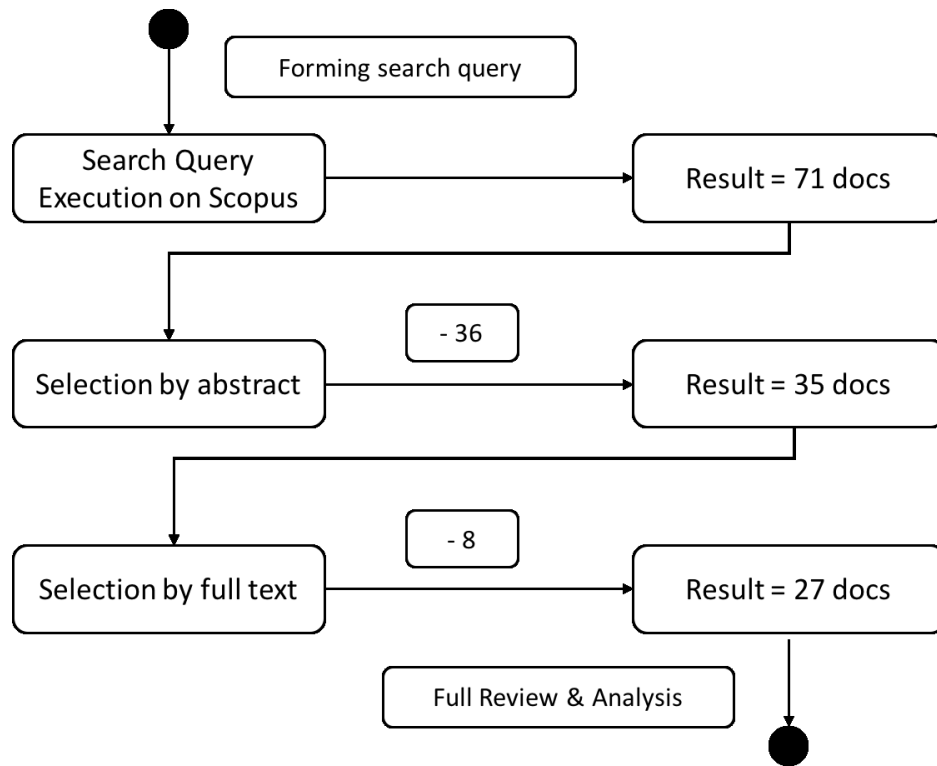 Forming search query
Search Query
Execution on Scopus
Result = 71 docs
- 36
Selection by abstract
Result = 35 docs
- 8
Selection by full text
Result = 27 docs
Full Review & Analysis